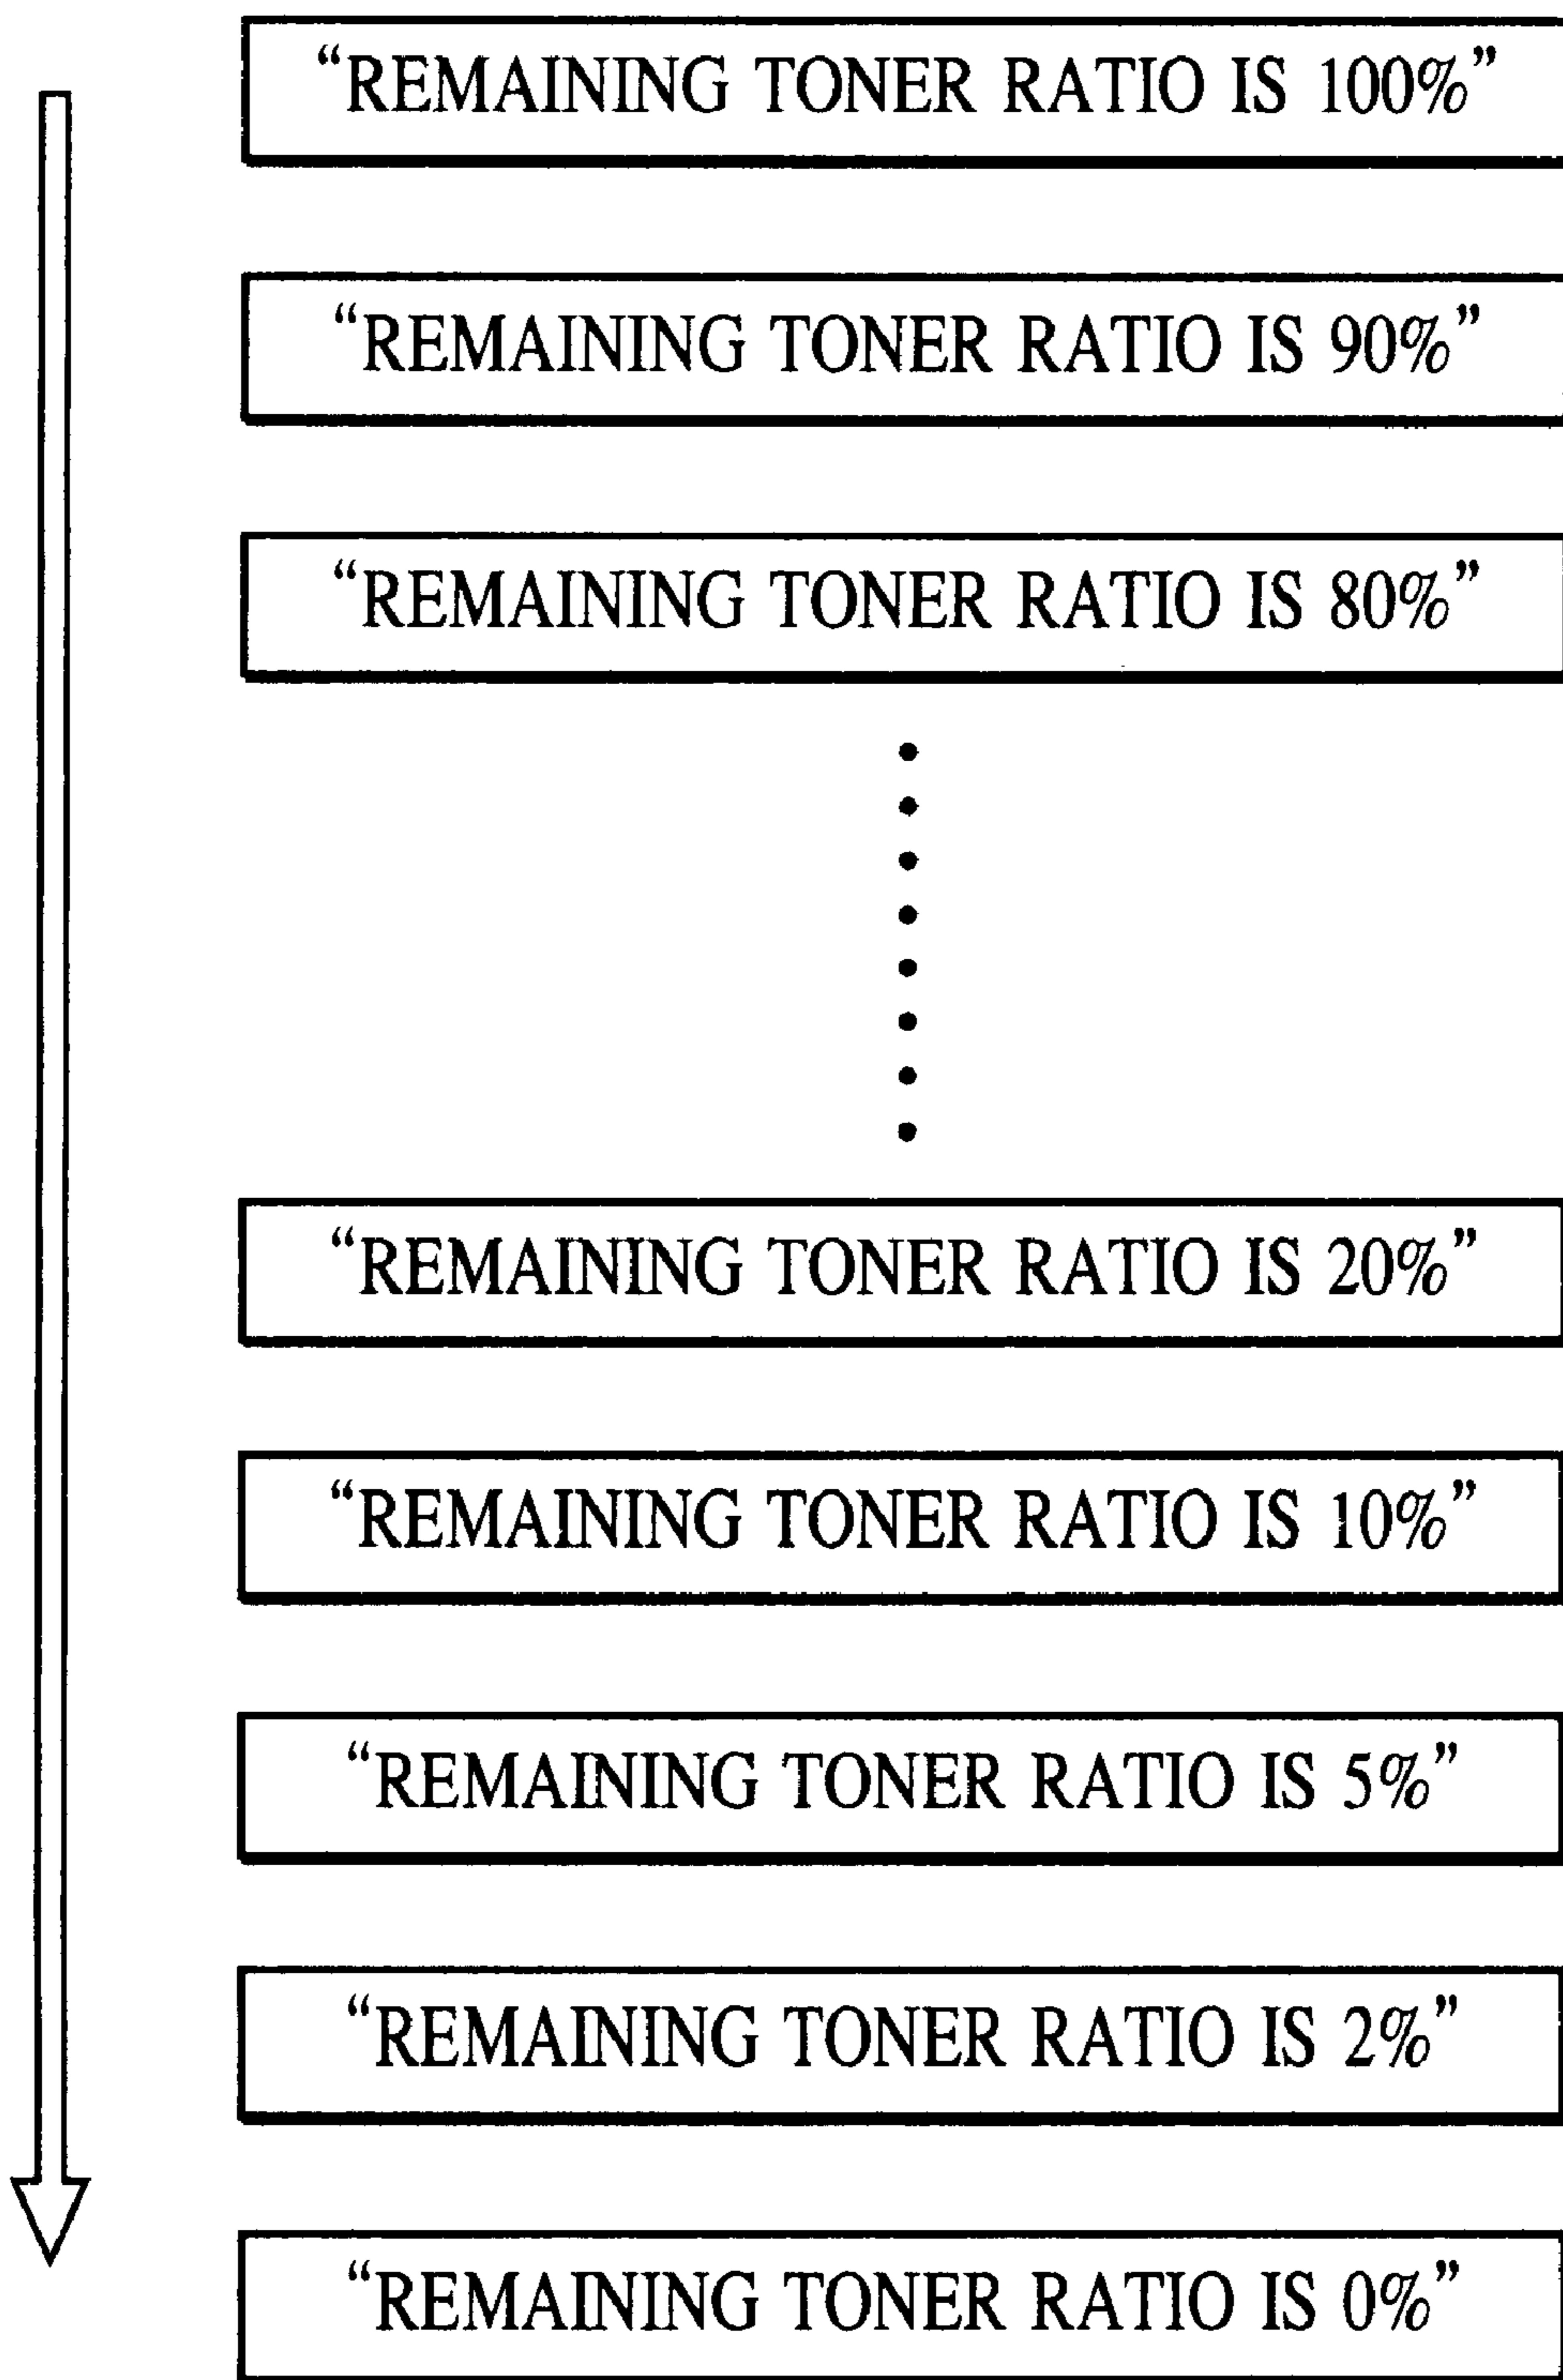 “REMAINING TONER RATIO IS 100%”
“REMAINING TONER RATIO IS 90%”
“REMAINING TONER RATIO IS 80%”
“REMAINING TONER RATIO IS 20%”
“REMAINING TONER RATIO IS 10%”
“REMAINING TONER RATIO IS 5%”
“REMAINING TONER RATIO IS 2%”
“REMAINING TONER RATIO IS 0%”